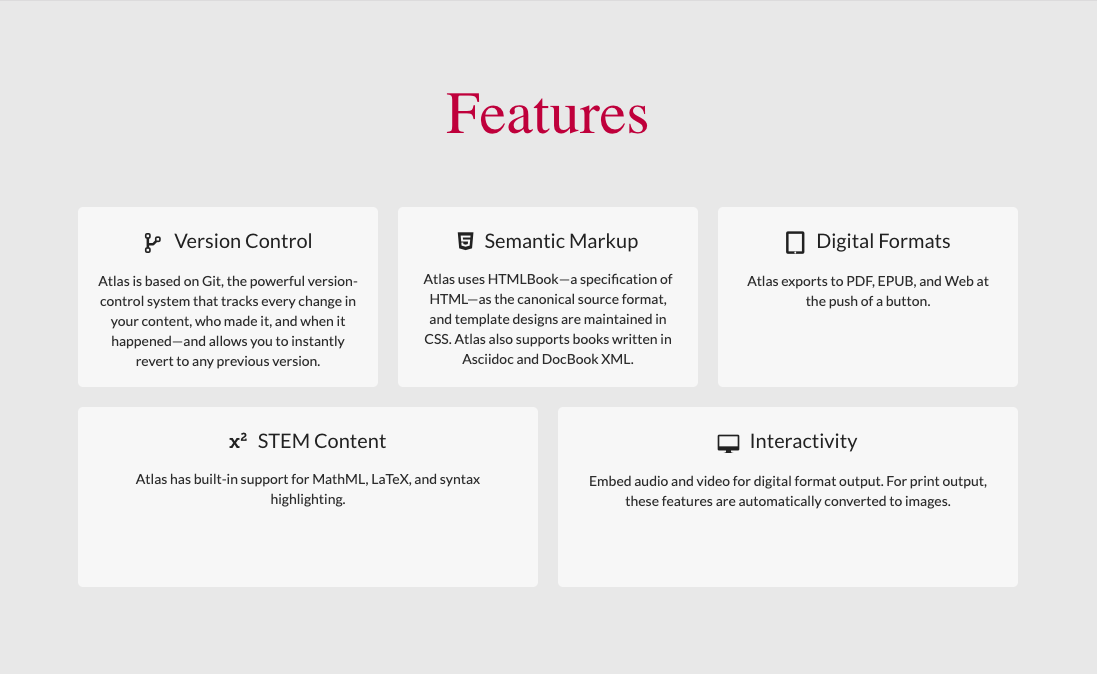 Features
Version Control
Atlas is based on Git, the powerful version-
control system that tracks every change in
your content, who made it, and when it
happened—and allows you to instantly
revert to any previous version.
Semantic Markup
Atlas uses HTMLBook—a specification of
HTML—as the canonical source format,
and template designs are maintained in
CSS. Atlas also supports books written in
Asciidoc and DocBook XML.
Digital Formats
Atlas exports to PDF, EPUB, and Web at
the push of a button.
x² STEM Content
Atlas has built-in support for MathML, LaTeX, and syntax
highlighting.
Interactivity
Embed audio and video for digital format output. For print output,
these features are automatically converted to images.